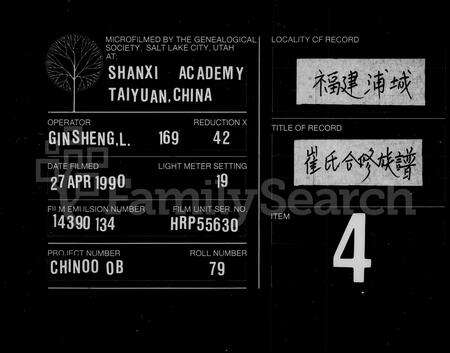 MICROFILMED BY THE GENEALOGICAL
SOCIETY, SALT LAKE CITY, UTAH
AT:
SHANXI ACADEMY
TAIYUAN, CHINA
OPERATOR REDUCTION X
GINSHENG,L. 169 42
DATE FILMED LIGHT METER SETTING
27 APR 1990 19
FILM EMULSION NUMBER FILM UNIT SER. NO.
14390 134 HRP55630
PROJECT NUMBER ROLL NUMBER
CHINOO OB 79
LOCALITY OF RECORD
福建浦城
TITLE OF RECORD
崔氏合修族譜
ITEM
4
FamilySearch